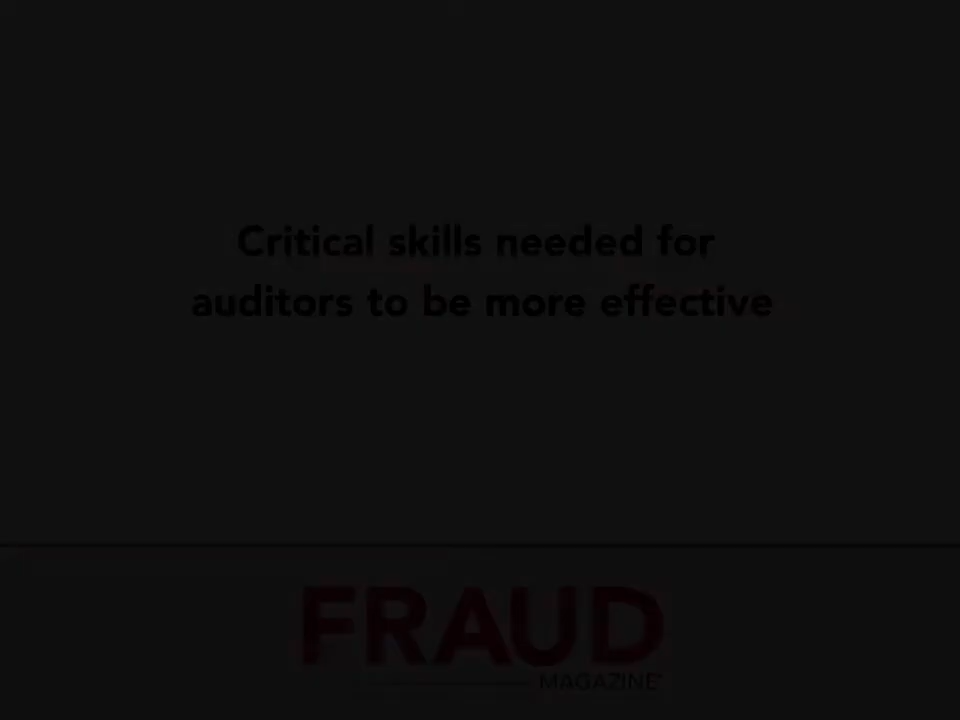 Critical skills needed for
auditors to be more effective
FRAUD
MAGAZINE